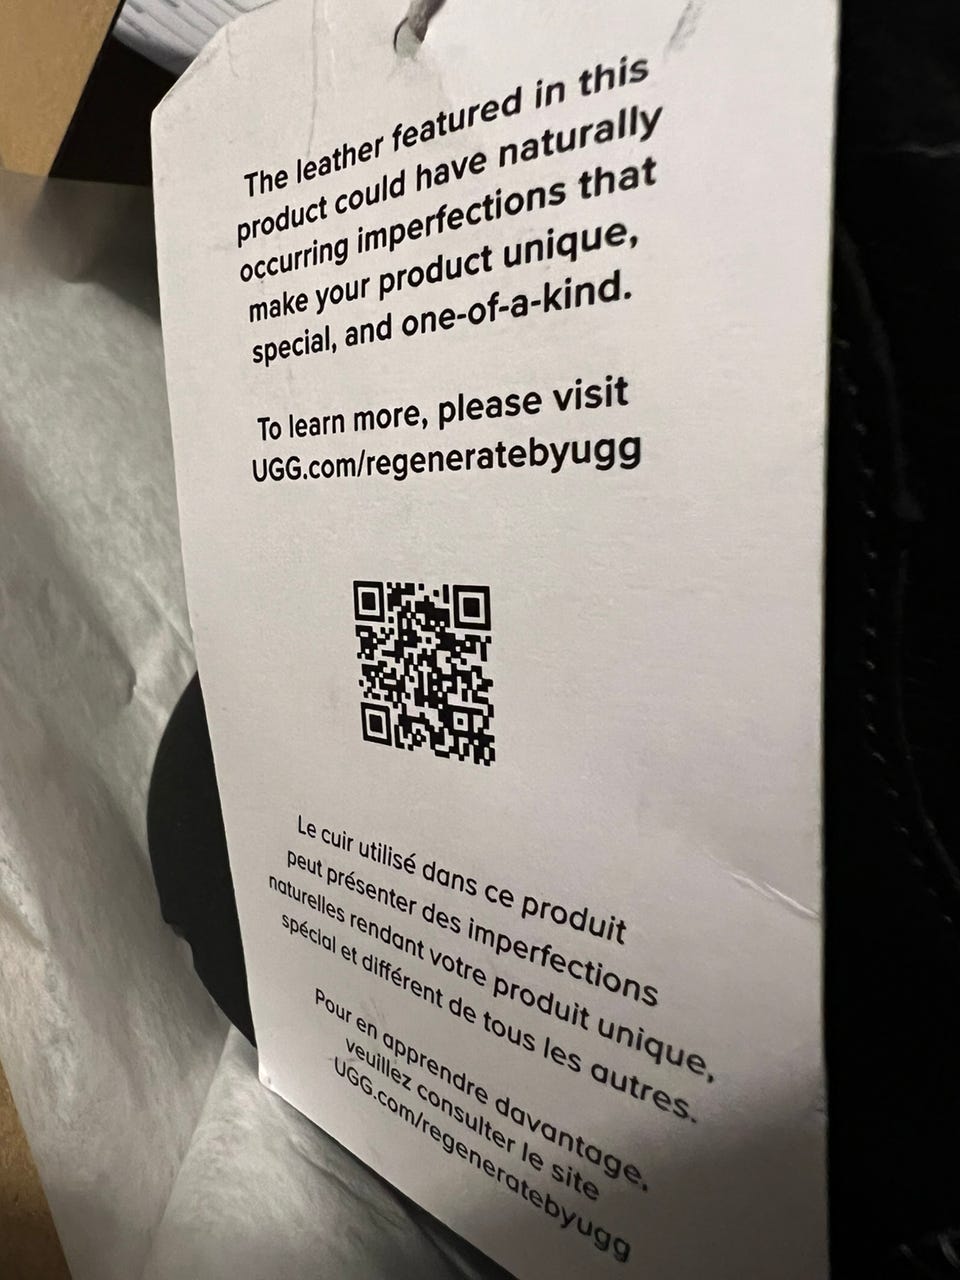 The leather featured in this
product could have naturally
occurring imperfections that
make your product unique,
special, and one-of-a-kind.
To learn more, please visit
UGG.com/regeneratebyugg
Le cuir utilisé dans ce produit
peut présenter des imperfections
naturelles rendant votre produit unique,
spécial et différent de tous les autres.
Pour en apprendre davantage,
veuillez consulter le site
UGG.com/regeneratebyugg